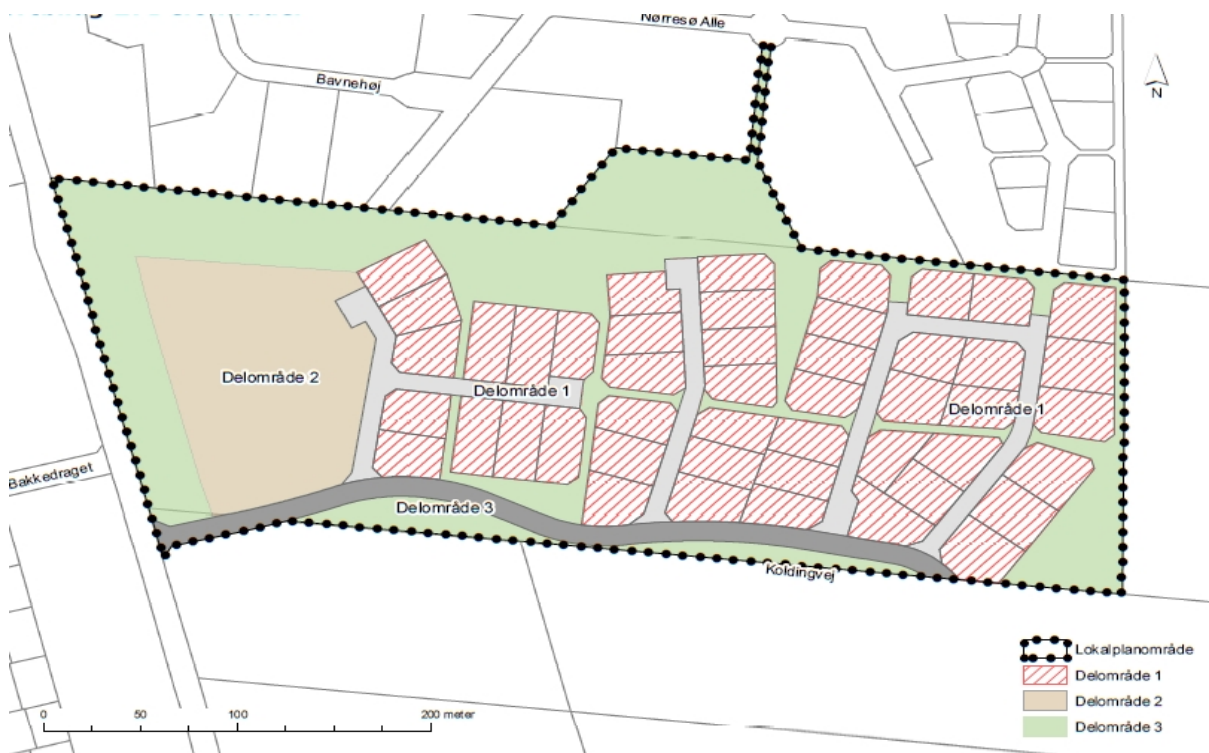 Nørresø Alle
Bavnehøj
N
Delområde 2
Delområde 1
Delområde 1
Bakkedraget
Delområde 3
Koldingvej
Lokalplanområde
Delområde 1
Delområde 2
Delområde 3
0 50 100 200 meter